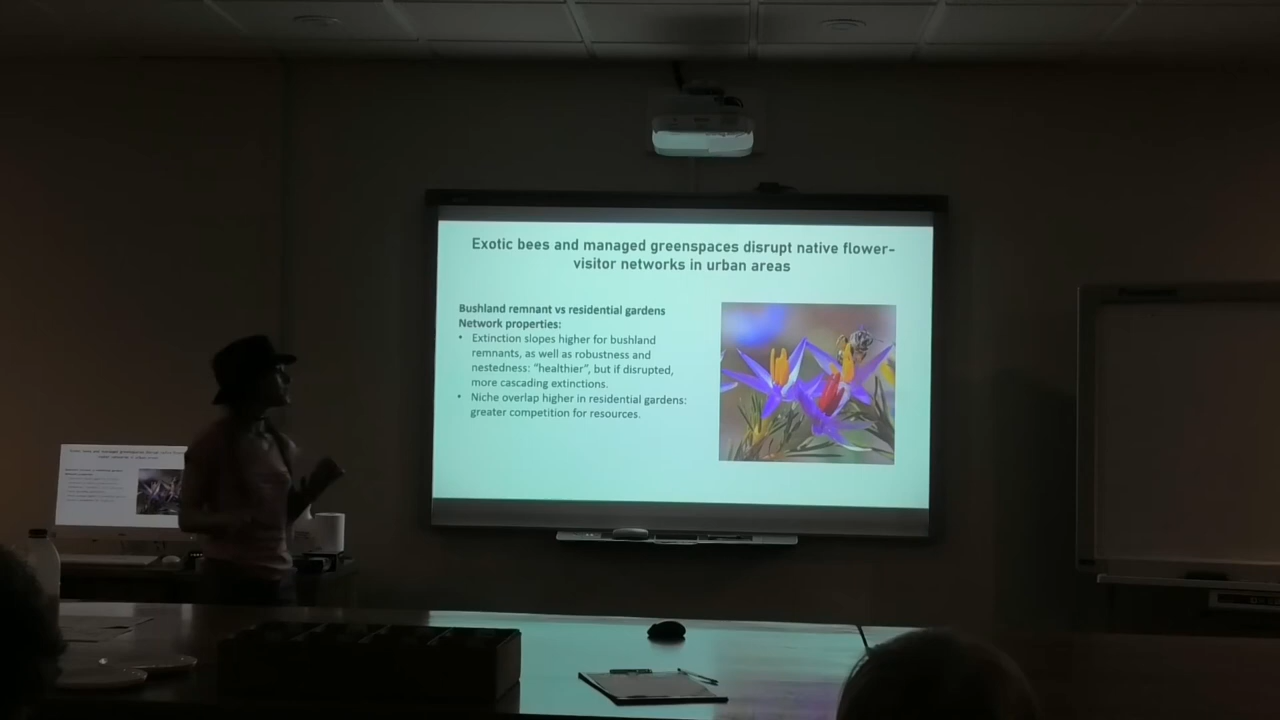 Exotic bees and managed greenspaces disrupt native flower-
visitor networks in urban areas
Bushland remnant vs residential gardens
Network properties:
• Extinction slopes higher for bushland
remnants, as well as robustness and
nestedness: “healthier”, but if disrupted,
more cascading extinctions.
• Niche overlap higher in residential gardens:
greater competition for resources.